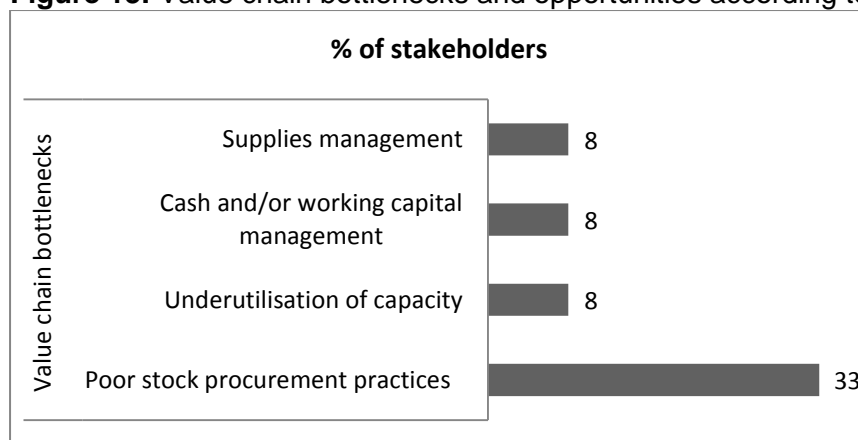 Figure Value chain bottlenecks and opportunities according to
% of stakeholders
Value chain bottlenecks
Supplies management 8
Cash and/or working capital
management 8
Underutilisation of capacity 8
Poor stock procurement practices 33